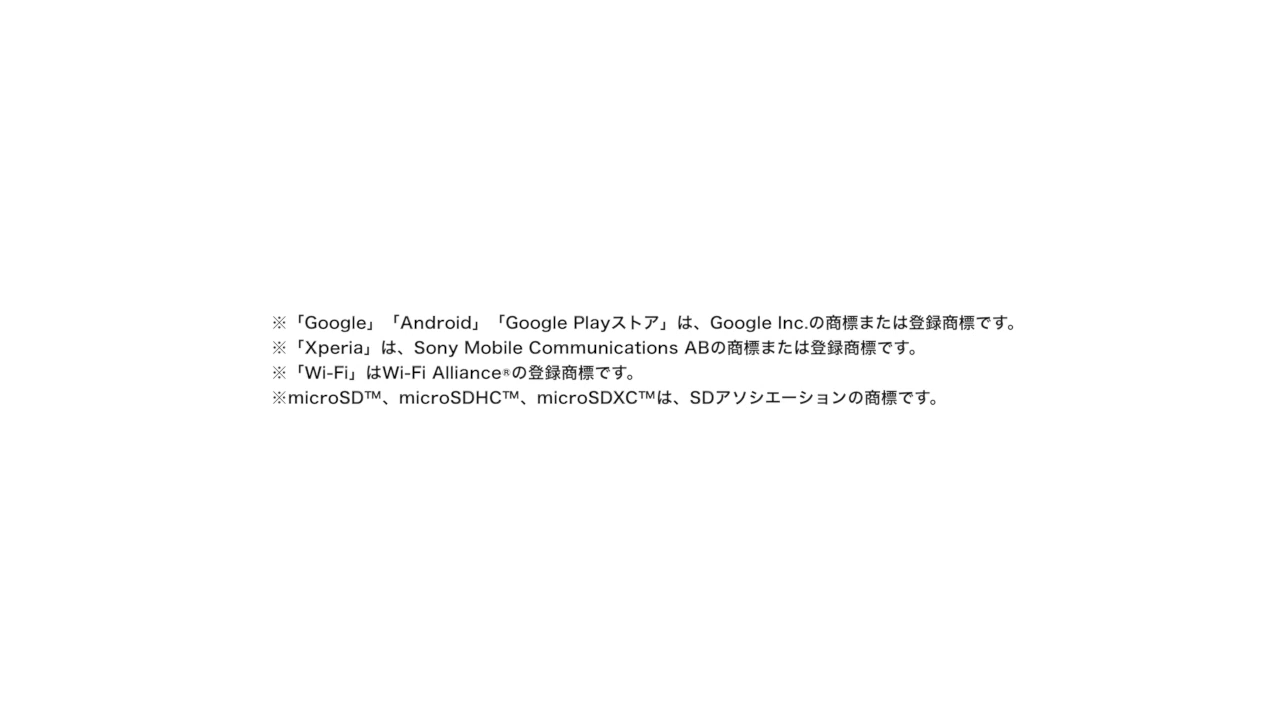 ※「Google」「Android」「Google Playストア」は、Google Inc.の商標または登録商標です。
※「Xperia」は、Sony Mobile Communications ABの商標または登録商標です。
※「Wi-Fi」はWi-Fi Alliance®の登録商標です。
※microSD™、microSDHC™、microSDXC™は、SDアソシエーションの商標です。